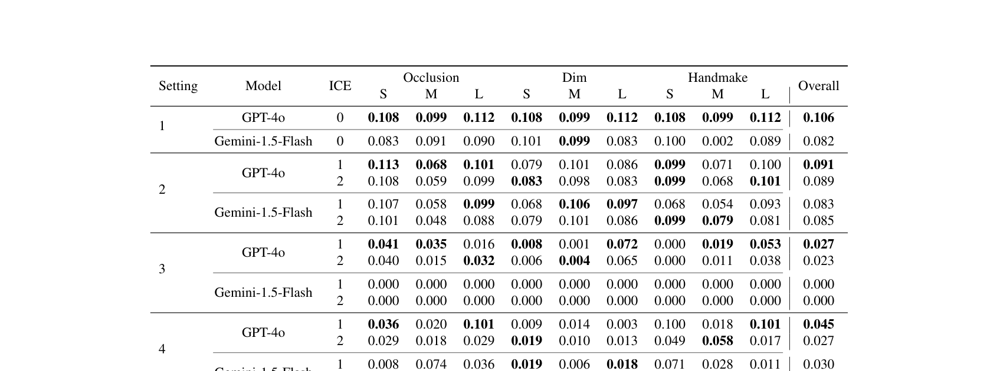 Setting Model ICE Occlusion Dim Handmake Overall
S M L S M L S M L
1 GPT-4o 0 0.108 0.099 0.112 0.108 0.099 0.112 0.108 0.099 0.112 0.106
Gemini-1.5-Flash 0 0.083 0.091 0.090 0.101 0.099 0.083 0.100 0.002 0.089 0.082
2 GPT-4o 1 0.113 0.068 0.101 0.079 0.101 0.086 0.099 0.071 0.100 0.091
2 0.108 0.059 0.099 0.083 0.098 0.083 0.099 0.068 0.101 0.089
Gemini-1.5-Flash 1 0.107 0.058 0.099 0.068 0.106 0.097 0.068 0.054 0.093 0.083
2 0.101 0.048 0.088 0.079 0.101 0.086 0.099 0.079 0.081 0.085
3 GPT-4o 1 0.041 0.035 0.016 0.008 0.001 0.072 0.000 0.019 0.053 0.027
2 0.040 0.015 0.032 0.006 0.004 0.065 0.000 0.011 0.038 0.023
Gemini-1.5-Flash 1 0.000 0.000 0.000 0.000 0.000 0.000 0.000 0.000 0.000 0.000
2 0.000 0.000 0.000 0.000 0.000 0.000 0.000 0.000 0.000 0.000
4 GPT-4o 1 0.036 0.020 0.101 0.009 0.014 0.003 0.100 0.018 0.101 0.045
2 0.029 0.018 0.029 0.019 0.010 0.013 0.049 0.058 0.017 0.027
1 0.008 0.074 0.036 0.019 0.006 0.018 0.071 0.028 0.011 0.030